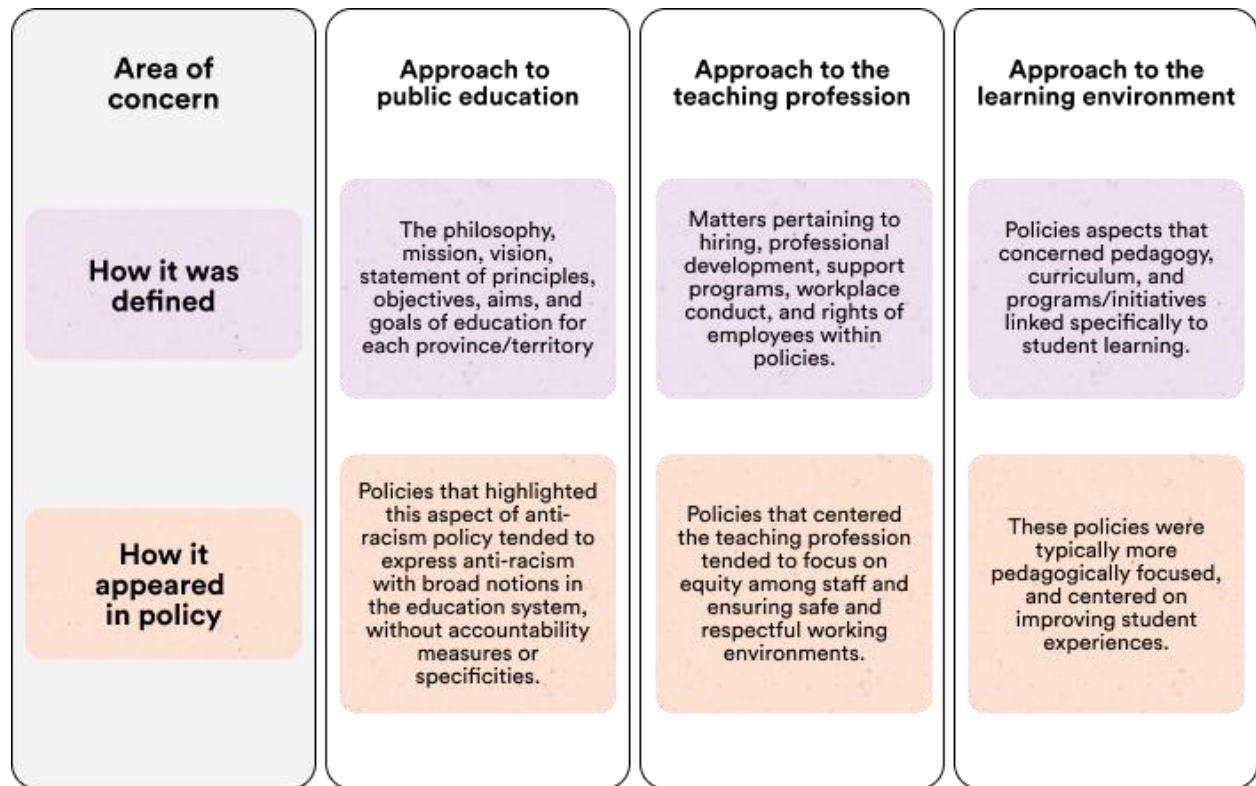 Area of
concern
Approach to
public education
Approach to the
teaching profession
Approach to the
learning environment
How it was
defined
The philosophy,
mission, vision,
statement of principles,
objectives, aims, and
goals of education for
each province/territory
Matters pertaining to
hiring, professional
development, support
programs, workplace
conduct, and rights of
employees within
policies.
Policies aspects that
concerned pedagogy,
curriculum, and
programs/initiatives
linked specifically to
student learning.
How it
appeared
in policy
Policies that highlighted
this aspect of anti-
racism policy tended to
express anti-racism
with broad notions in
the education system,
without accountability
measures or
specificities.
Policies that centered
the teaching profession
tended to focus on
equity among staff and
ensuring safe and
respectful working
environments.
These policies were
typically more
pedagogically focused,
and centered on
improving student
experiences.